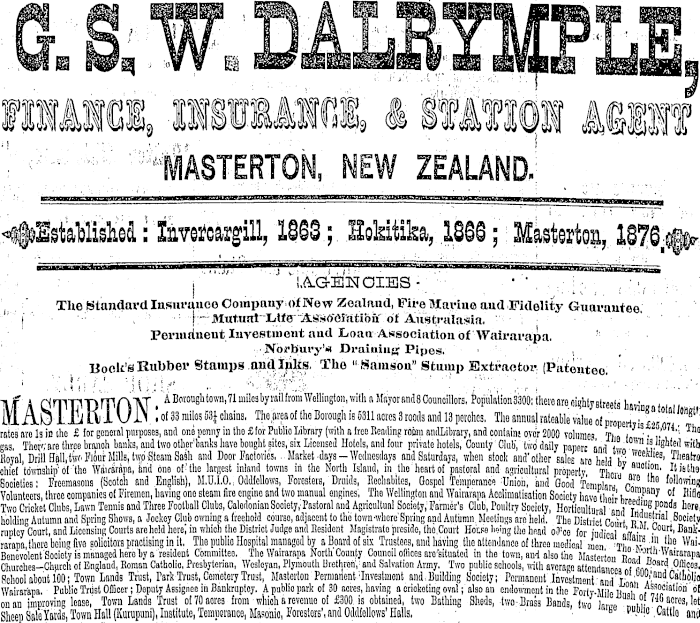 G. S. W. DALRYMPLE,
FINANCE, INSURANCE, & STATION AGENT
MASTERTON, NEW ZEALAND.
Established: Invercargill, 1863; Hokitika, 1866; Masterton, 1876.
AGENCIES
The Standard Insurance Company of New Zealand, Fire Marine and Fidelity Guarantee.
Mutual Life Association of Australasia.
Permanent Investment and Loan Association of Wairarapa.
Norbury's Draining Pipes.
Bock's Rubber Stamps and Inks. The "Samson" Stump Extractor (Patentee.
MASTERTON: A Borough town, 71 miles by rail from Wellington, with a Mayor and 8 Councillors. Population 3300: there are eighty streets having a total length
of 33 miles 53½ chains. The area of the Borough is 5311 acres 3 roods and 13 perches. The annual rateable value of property is £25,074. The
rates are 1s in the £ for general purposes, and one penny in the £ for Public Library (with a free Reading room and Library, and contains over 2000 volumes. The town is lighted with
gas. There are three branch banks, and two other banks have bought sites, six Licensed Hotels, and four private hotels, County Club, two daily papers and two weeklies, Theatre
Royal, Drill Hall, two Flour Mills, two Steam Sash and Door Factories. Market days—Wednesdays and Saturdays, when stock and other sales are held by auction. It is the
chief township of the Wairarapa, and one of the largest inland towns in the North Island, in the heart of pastoral and agricultural property. There are the following
Societies: Freemasons (Scotch and English), M.U.I.O. Oddfellows, Foresters, Druids, Rechabites, Gospel Temperance Union, and Good Templars, Company of Rifle
Volunteers, three companies of Firemen, having one steam fire engine and two manual engines. The Wellington and Wairarapa Acclimatisation Society have their breeding ponds here,
Two Cricket Clubs, Lawn Tennis and Three Football Clubs, Caledonian Society, Pastoral and Agricultural Society, Farmer's Club, Poultry Society, Horticultural and Industrial Society
holding Autumn and Spring Shows, a Jockey Club owning a freehold course, adjacent to the town where Spring and Autumn Meetings are held. The District Court, R.M. Court, Bank-
ruptcy Court, and Licensing Courts are held here, in which the District Judge and Resident Magistrate preside, the Court House being the head office for judicial affairs in the Wai-
rarapa, there being five solicitors practising in it. The public Hospital managed by a Board of six Trustees, and having the attendance of three medical men. The North Wairarapa
Benevolent Society is managed here by a resident Committee. The Wairarapa North County Council offices are situated in the town, and also the Masterton Road Board Offices,
Churches—Church of England, Roman Catholic, Presbyterian, Wesleyan, Plymouth Brethren, and Salvation Army. Two public schools, with average attendances of 600; and Catholic
School about 100; Town Lands Trust, Park Trust, Cemetery Trust, Masterton Permanent Investment and Building Society; Permanent Investment and Loan Association of
Wairarapa. Public Trust Officer; Deputy Assignee in Bankruptcy. A public park of 30 acres, having a cricketing oval; also an endowment in the Forty-Mile Bush of 746 acres, let
on an improving lease, Town Lands Trust of 70 acres from which a revenue of £300 is obtained, two Bathing Sheds, two Brass Bands, two large public Cattle and
Sheep Sale Yards, Town Hall (Kuripuni), Institute, Temperance, Masonic, Foresters', and Oddfellows' Halls.